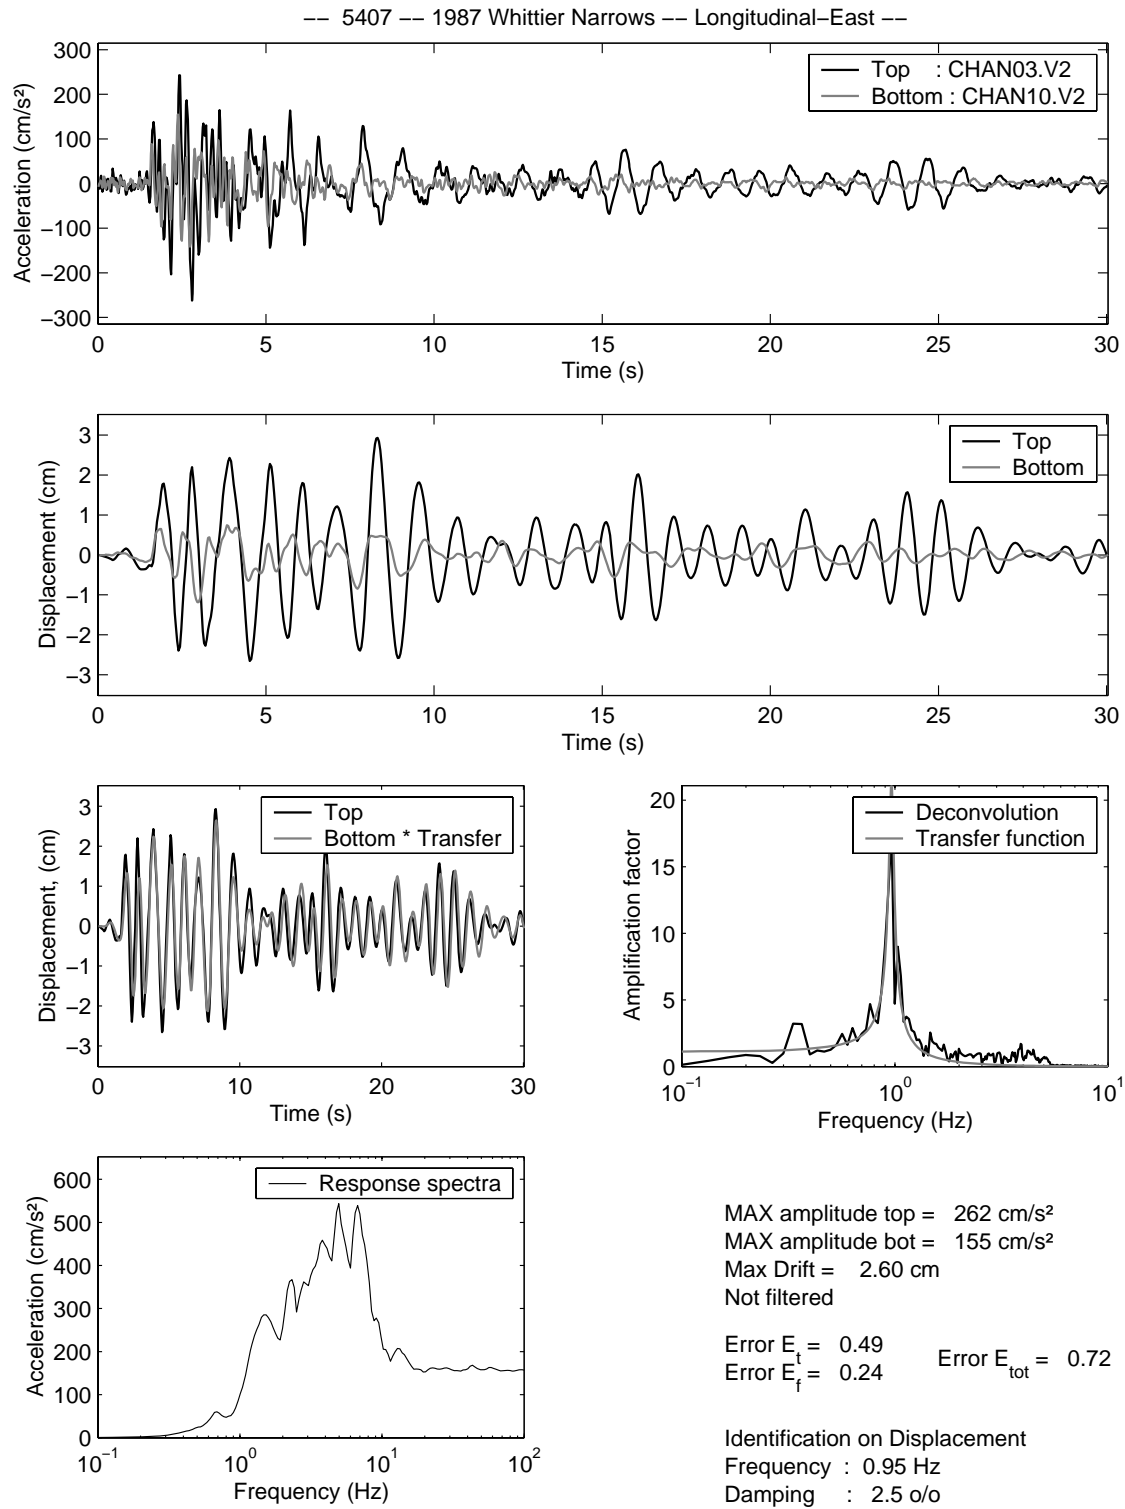 −− 5407 −− 1987 Whittier Narrows −− Longitudinal−East −−
300
200
100
0
−100
−200
−300
Acceleration (cm/s²)
Top : CHAN03.V2
Bottom : CHAN10.V2
0 5 10 15 20 25 30
Time (s)
3
2
1
0
−1
−2
−3
Displacement (cm)
Top
Bottom
0 5 10 15 20 25 30
Time (s)
3
2
1
0
−1
−2
−3
Displacement, (cm)
Top
Bottom * Transfer
0 10 20 30
Time (s)
20
15
10
5
0
Amplification factor
Deconvolution
Transfer function
10⁻¹ 10⁰ 10¹
Frequency (Hz)
600
500
400
300
200
100
0
Acceleration (cm/s²)
Response spectra
10⁻¹ 10⁰ 10¹ 10²
Frequency (Hz)
MAX amplitude top = 262 cm/s²
MAX amplitude bot = 155 cm/s²
Max Drift = 2.60 cm
Not filtered
Error E_t = 0.49
Error E_f = 0.24
Error E_tot = 0.72
Identification on Displacement
Frequency : 0.95 Hz
Damping : 2.5 o/o